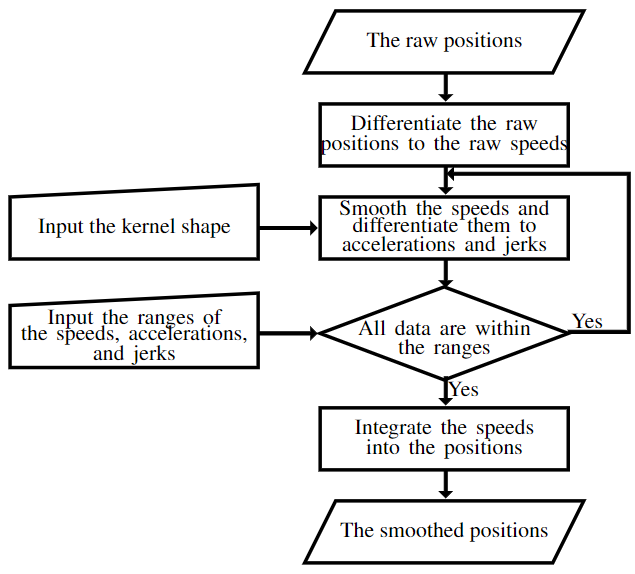 The raw positions
Differentiate the raw
positions to the raw speeds
Input the kernel shape
Smooth the speeds and
differentiate them to
accelerations and jerks
Input the ranges of
the speeds, accelerations,
and jerks
All data are within
the ranges
Yes
Yes
Integrate the speeds
into the positions
The smoothed positions